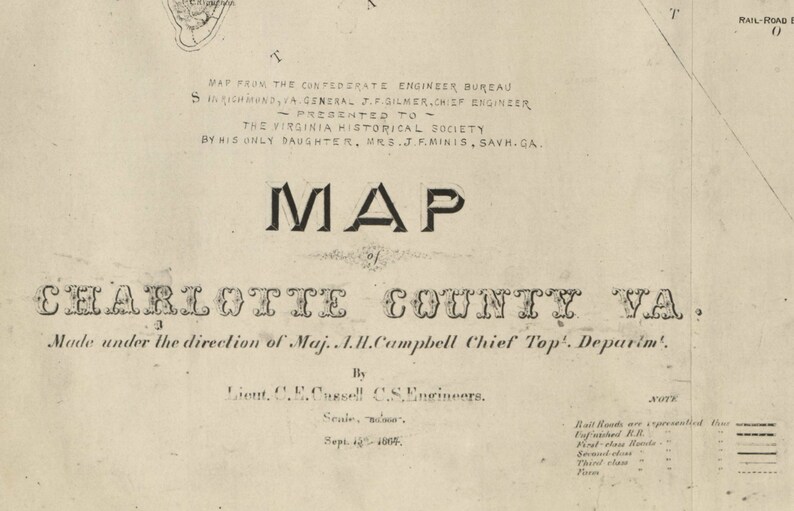 T
RAIL-ROAD
O
T
MAP FROM THE CONFEDERATE ENGINEER BUREAU
S IN RICHMOND, VA. GENERAL J.F. GILMER, CHIEF ENGINEER
— PRESENTED TO —
THE VIRGINIA HISTORICAL SOCIETY
BY HIS ONLY DAUGHTER, MRS. J.F. MINIS, SAVH. GA.
MAP
of
CHARLOTTE COUNTY VA.
Made under the direction of Maj. A.H. Campbell Chief Topl. Departmt.
By
Lieut. C.E. Cassell C.S. Engineers.
Scale,
Sept. 1864.
NOTE
Rail Roads are represented thus
Unfinished R.R. " "
First-class Roads - "
Second-class " "
Third-class " "